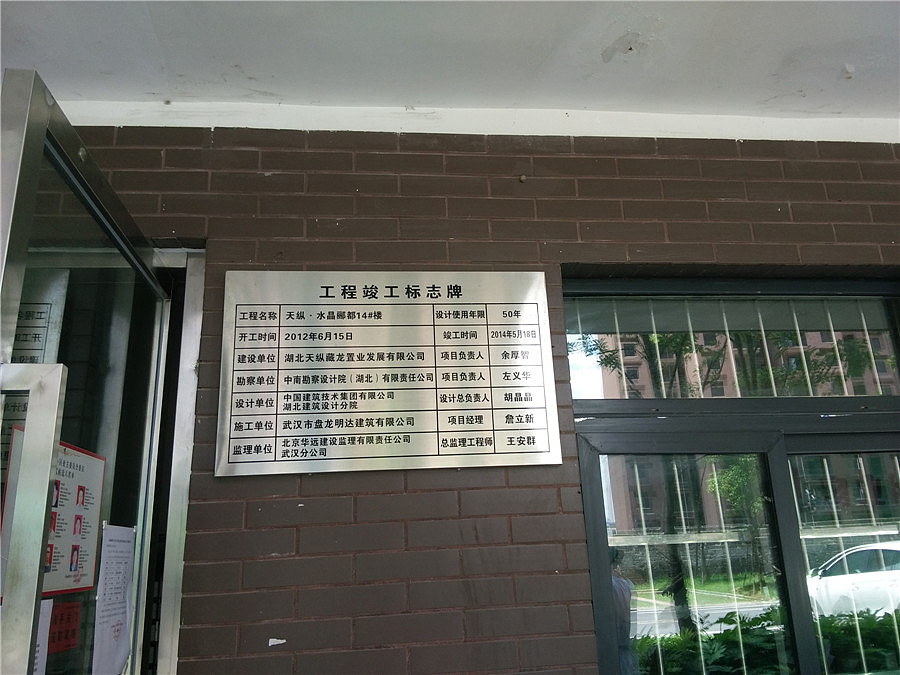 工程竣工标志牌
工程名称 天纵·水晶郦都14#楼 设计使用年限 50年
开工时间 2012年6月15日 竣工时间 2014年5月18日
建设单位 湖北天纵藏龙置业发展有限公司 项目负责人 余厚智
勘察单位 中南勘察设计院（湖北）有限责任公司 项目负责人 左义华
设计单位 中国建筑技术集团有限公司 设计总负责人 胡晶晶
湖北建筑设计分院
施工单位 武汉市盘龙明达建筑有限公司 项目经理 詹立新
监理单位 北京华远建设监理有限责任公司 总监理工程师 王安群
武汉分公司